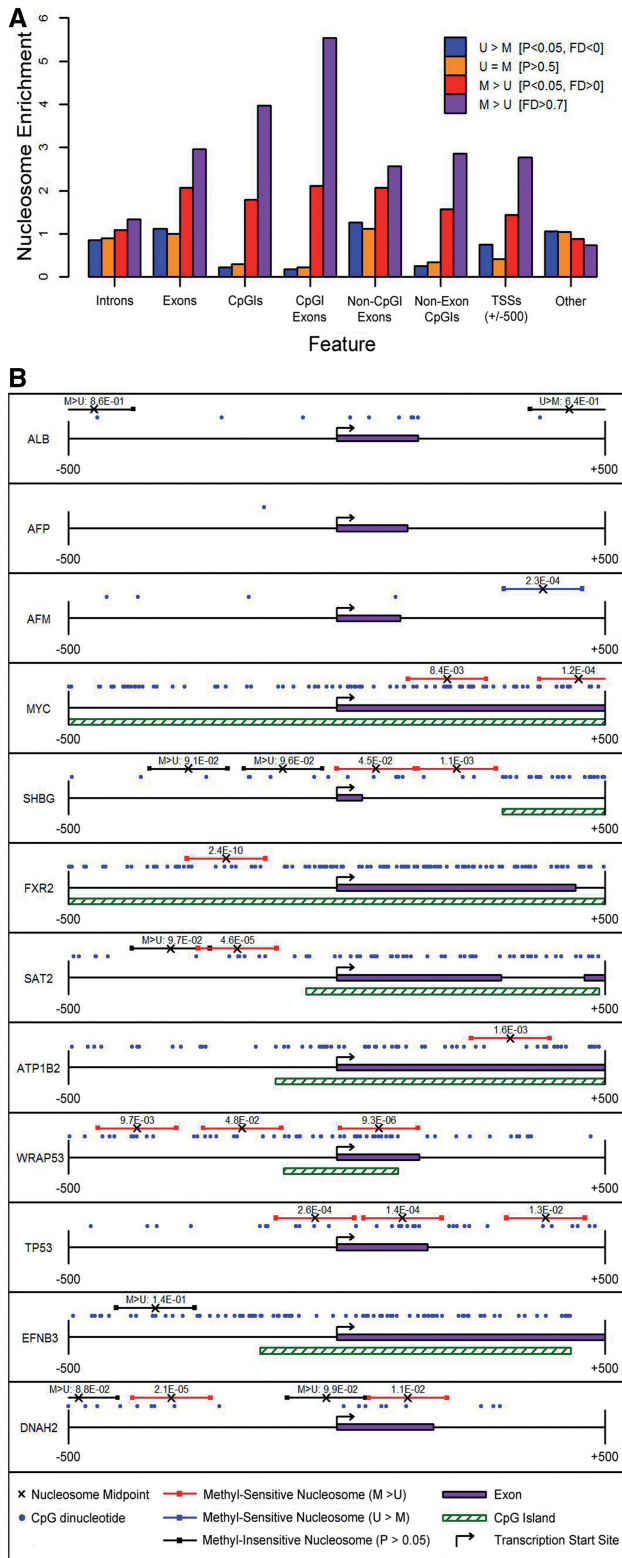 A
Nucleosome Enrichment
6
5
4
3
2
1
0
U > M [P<0.05, FD<0]
U = M [P>0.5]
M > U [P<0.05, FD>0]
M > U [FD>0.7]
Introns
Exons
CpGIs
CpGI
Exons
Non-CpGI
Exons
Non-Exon
CpGIs
TSSs
(+/-500)
Other
Feature
B
M>U: 8.6E-01
U>M: 6.4E-01
ALB
-500
+500
AFP
-500
+500
2.3E-04
AFM
-500
+500
8.4E-03
1.2E-04
MYC
-500
+500
M>U: 9.1E-02
M>U: 9.6E-02
4.5E-02
1.1E-03
SHBG
-500
+500
2.4E-10
FXR2
-500
+500
M>U: 9.7E-02
4.6E-05
SAT2
-500
+500
1.6E-03
ATP1B2
-500
+500
9.7E-03
4.8E-02
9.3E-06
WRAP53
-500
+500
2.6E-04
1.4E-04
1.3E-02
TP53
-500
+500
M>U: 1.4E-01
EFNB3
-500
+500
M>U: 8.8E-02
2.1E-05
M>U: 9.9E-02
1.1E-02
DNAH2
-500
+500
Nucleosome Midpoint
Methyl-Sensitive Nucleosome (M >U)
Exon
CpG dinucleotide
Methyl-Sensitive Nucleosome (U > M)
CpG Island
Methyl-Insensitive Nucleosome (P > 0.05)
Transcription Start Site